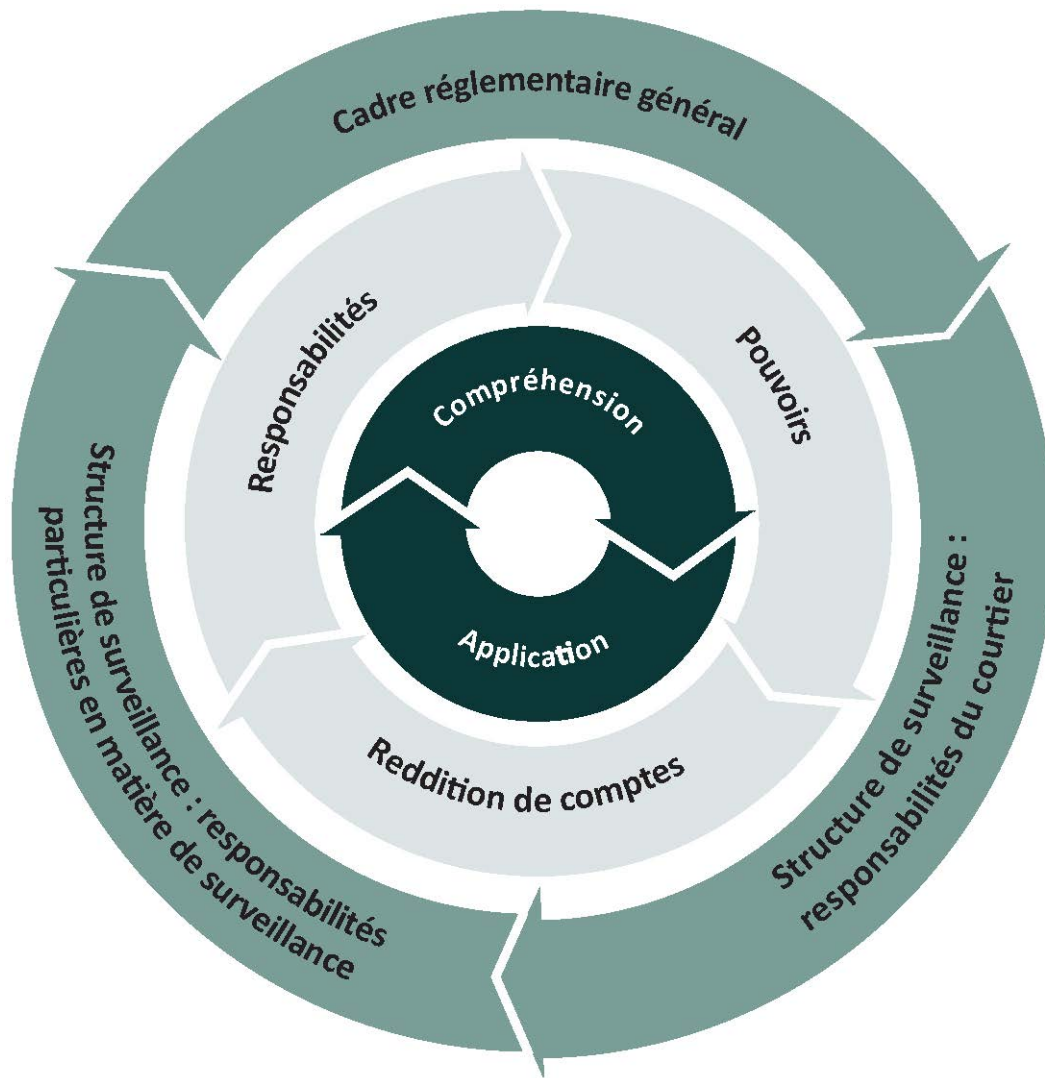 Cadre réglementaire général
Structure de surveillance :
responsabilités du courtier
Structure de surveillance : responsabilités
particulières en matière de surveillance
Responsabilités
Pouvoirs
Reddition de comptes
Compréhension
Application